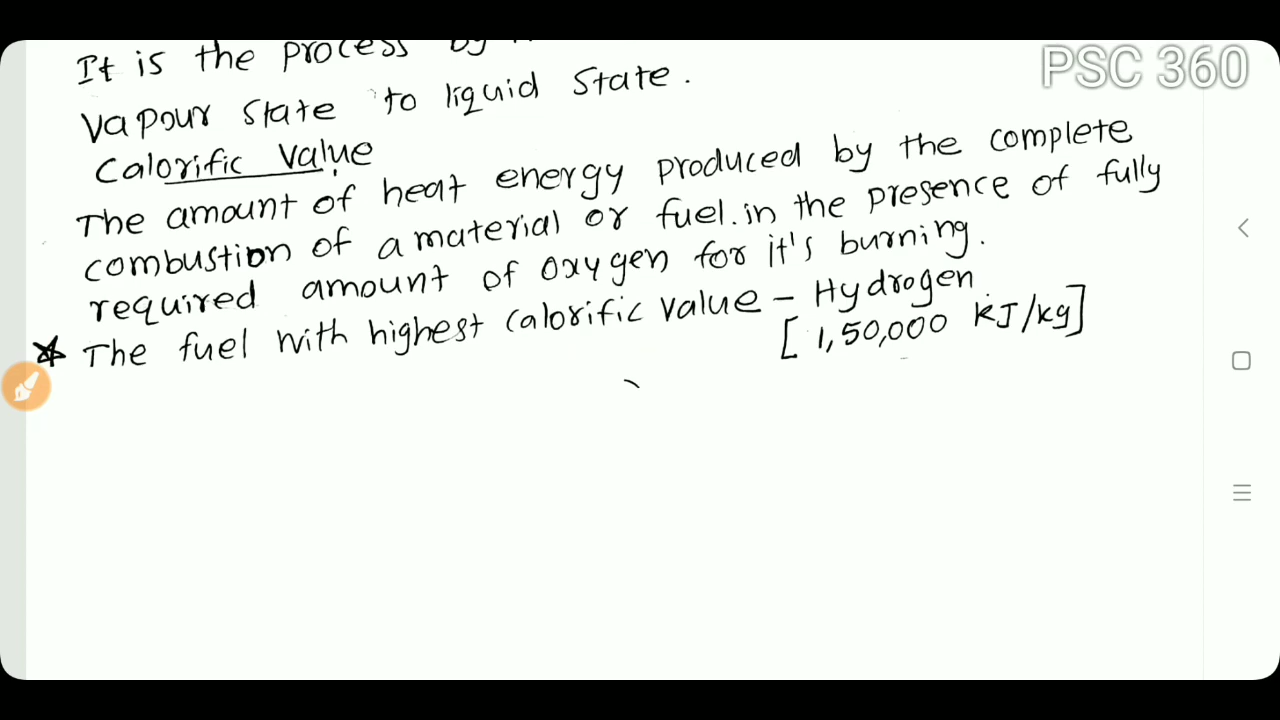 PSC 360
It is the process by
vapour state to liquid state.
Calorific Value
The amount of heat energy produced by the complete
combustion of a material or fuel. in the presence of fully
required amount of oxygen for it's burning.
The fuel with highest calorific value - Hydrogen
[1,50,000 kJ/kg]